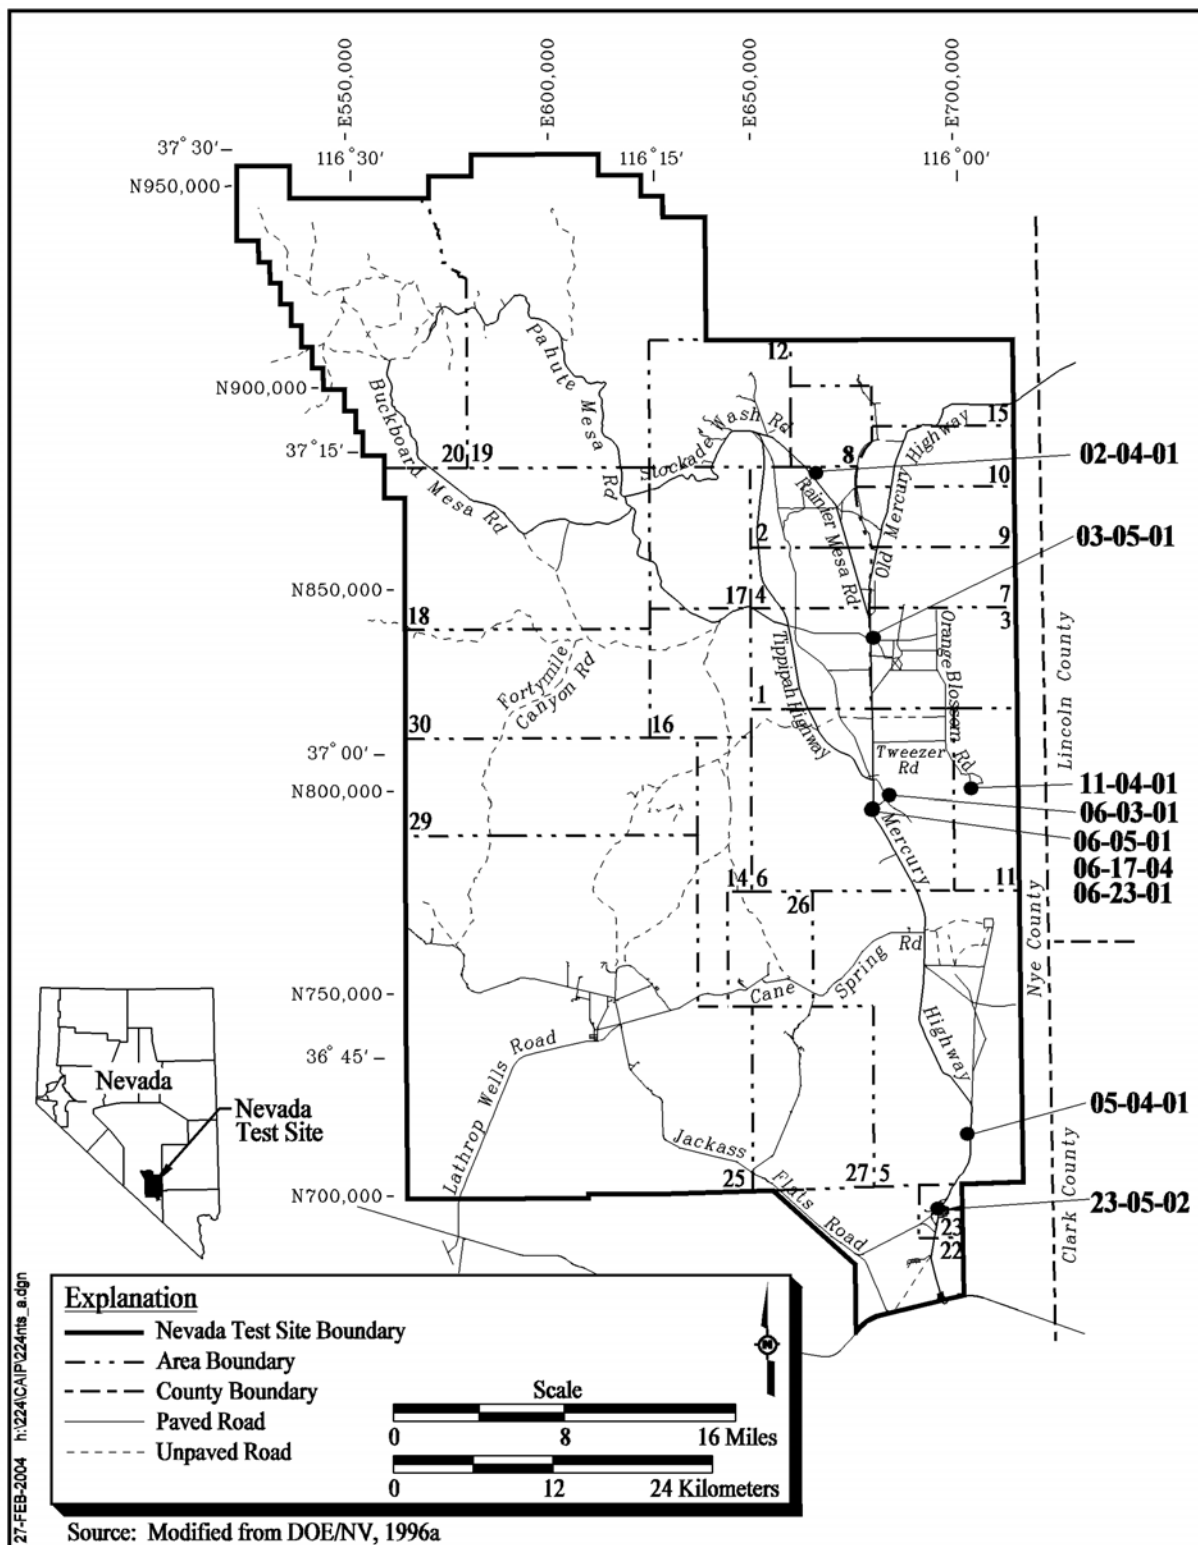 E550,000
E600,000
E650,000
E700,000
37° 30'
116° 30'
116° 15'
116° 00'
N950,000
N900,000
37° 15'
N850,000
37° 00'
N800,000
N750,000
36° 45'
N700,000
Pahute Mesa Rd
Buckboard Mesa Rd
Stockade Wash Rd
Rainier Mesa Rd
Old Mercury Highway
Orange Blossom Rd
Tippipah Highway
Tweezer Rd
Fortymile
Canyon Rd
Mercury Highway
Cane Spring Rd
Lathrop Wells Road
Jackass Flats Road
12
15
20
19
8
10
2
9
17
4
7
3
18
1
30
16
29
14
6
26
11
25
27
5
23
22
02-04-01
03-05-01
11-04-01
06-03-01
06-05-01
06-17-04
06-23-01
05-04-01
23-05-02
Lincoln County
Nye County
Clark County
Nevada
Nevada
Test Site
Explanation
Nevada Test Site Boundary
Area Boundary
County Boundary
Paved Road
Unpaved Road
N
Scale
0 8 16 Miles
0 12 24 Kilometers
27-FEB-2004 h:\224\CAIP\224nts_a.dgn
Source: Modified from DOE/NV, 1996a